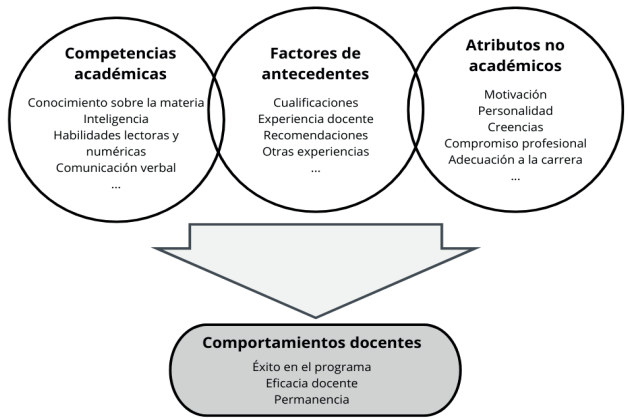 Competencias
académicas
Conocimiento sobre la materia
Inteligencia
Habilidades lectoras y
numéricas
Comunicación verbal
...
Factores de
antecedentes
Cualificaciones
Experiencia docente
Recomendaciones
Otras experiencias
...
Atributos no
académicos
Motivación
Personalidad
Creencias
Compromiso profesional
Adecuación a la carrera
...
Comportamientos docentes
Éxito en el programa
Eficacia docente
Permanencia